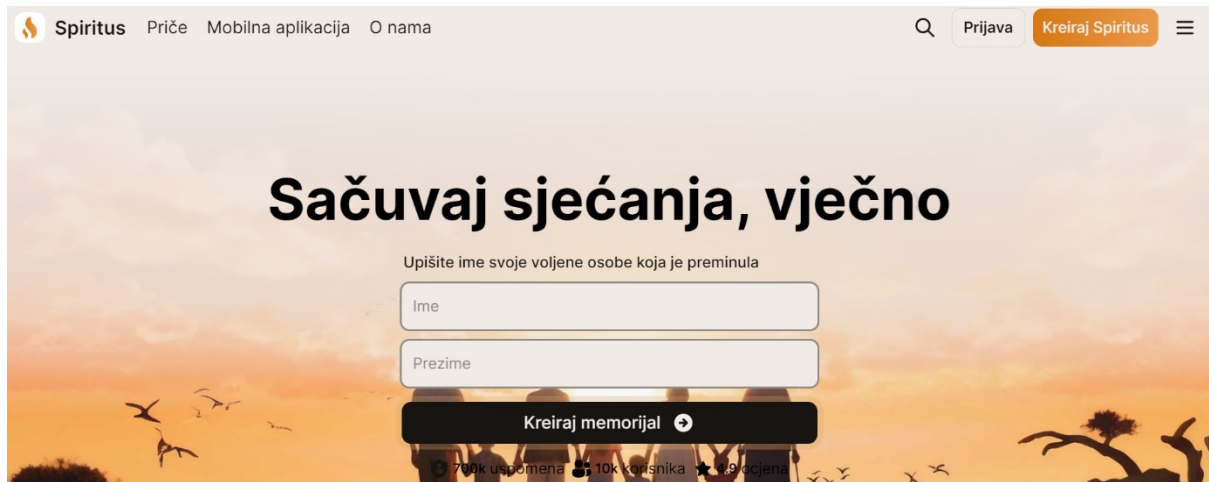 Spiritus Priče Mobilna aplikacija O nama Prijava Kreiraj Spiritus
Sačuvaj sjećanja, vječno
Upišite ime svoje voljene osobe koja je preminula
Ime
Prezime
Kreiraj memorijal
700k uspomena 10k korisnika 4.9 ocjena